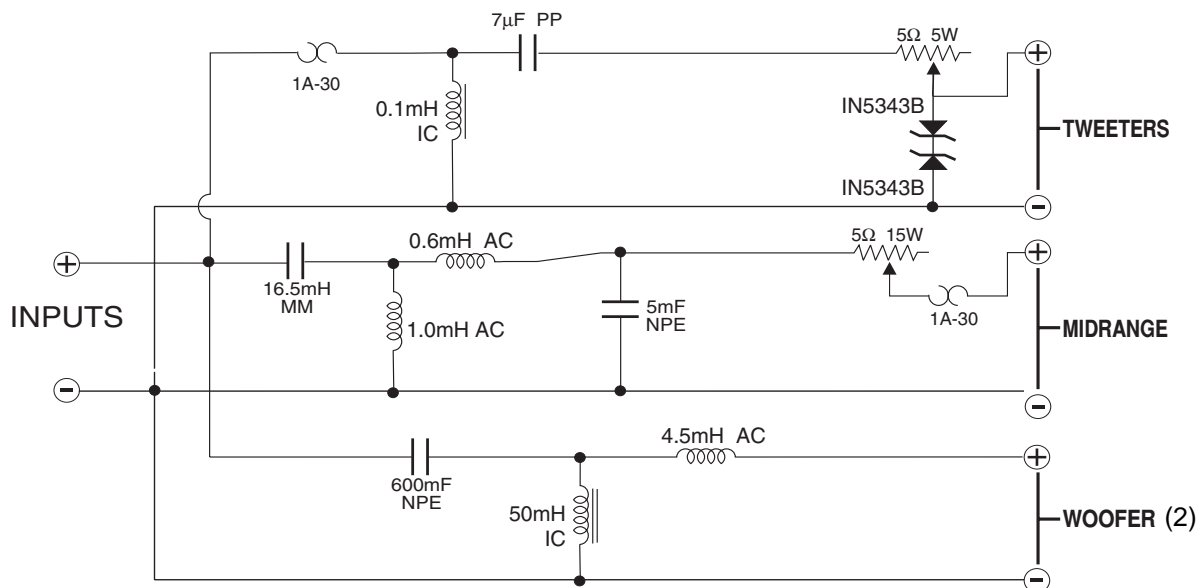 7µF PP
5Ω 5W
1A-30
0.1mH
IC
IN5343B
IN5343B
TWEETERS
0.6mH AC
5Ω 15W
16.5mH
MM
1.0mH AC
5mF
NPE
1A-30
INPUTS
MIDRANGE
4.5mH AC
600mF
NPE
50mH
IC
WOOFER (2)